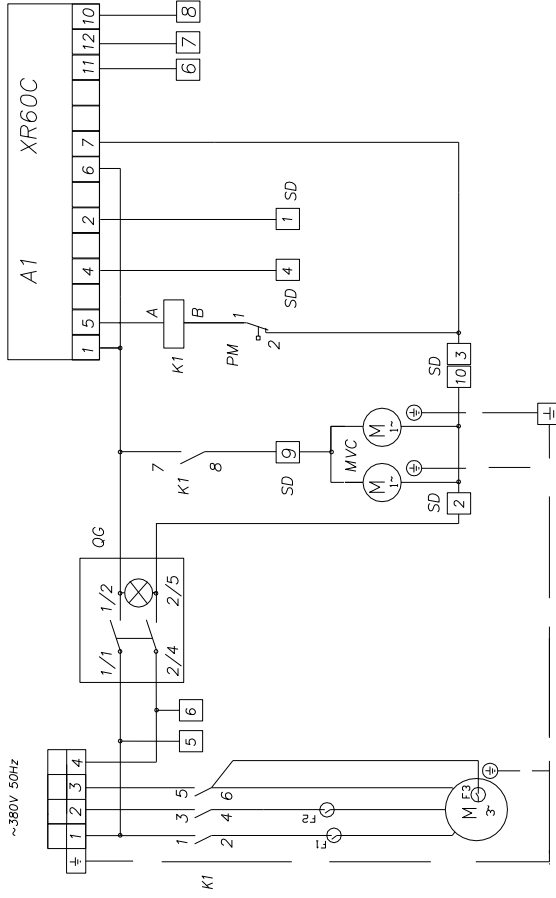 A1 XR60C
1 5 4 2 6 7 11 12 10
6 7 8
A
K1
B
PM
1
2
4 SD
1 SD
SD
10 3
7
K1
8
SD
9
MVC
M
1~
M
1~
SD
2
QG
1/1 1/2
2/4 2/5
~380V 50Hz
1 2 3 4
5
6
K1
1 3 5
2 4 6
F1
F2
F3
M
3~